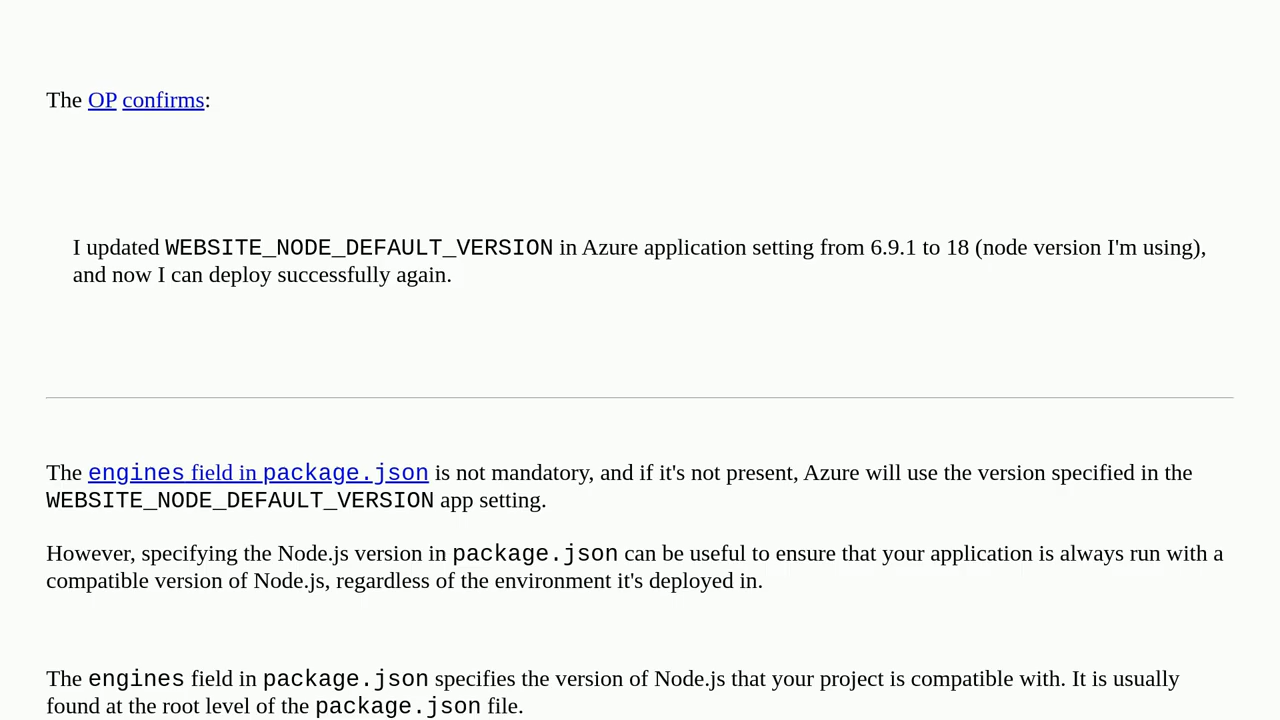 The OP confirms:
I updated WEBSITE_NODE_DEFAULT_VERSION in Azure application setting from 6.9.1 to 18 (node version I'm using),
and now I can deploy successfully again.
The engines field in package.json is not mandatory, and if it's not present, Azure will use the version specified in the
WEBSITE_NODE_DEFAULT_VERSION app setting.
However, specifying the Node.js version in package.json can be useful to ensure that your application is always run with a
compatible version of Node.js, regardless of the environment it's deployed in.
The engines field in package.json specifies the version of Node.js that your project is compatible with. It is usually
found at the root level of the package.json file.